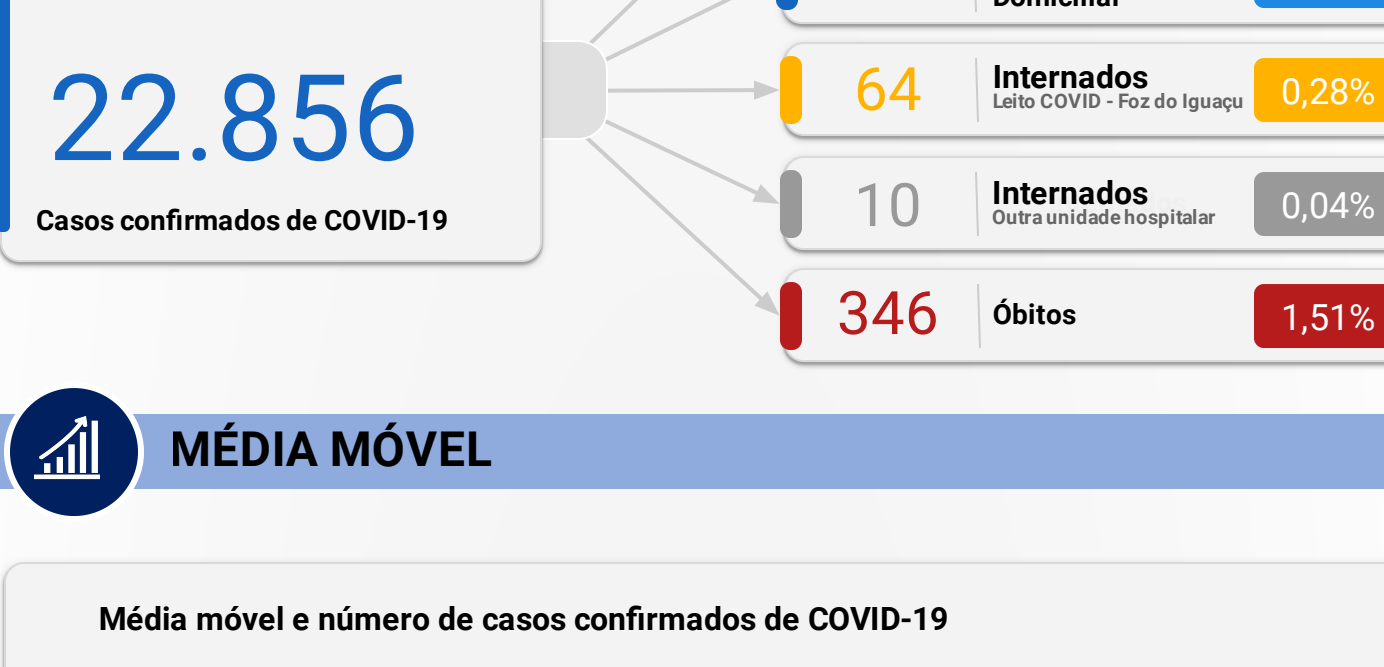 Domiciliar
22.856
Casos confirmados de COVID-19
64
Internados
Leito COVID - Foz do Iguaçu
0,28%
10
Internados
Outra unidade hospitalar
0,04%
346
Óbitos
1,51%
MÉDIA MÓVEL
Média móvel e número de casos confirmados de COVID-19